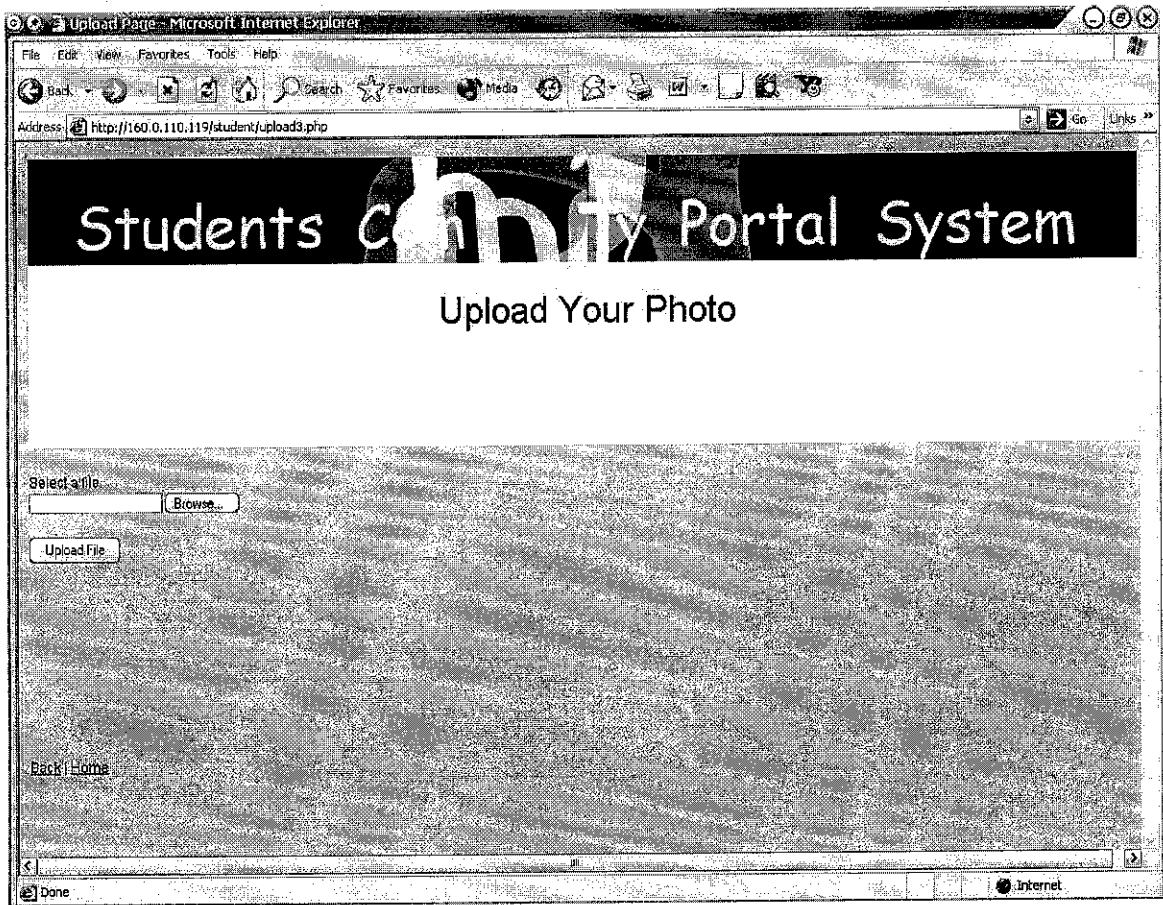 Upload Page - Microsoft Internet Explorer
File Edit View Favorites Tools Help
Back Search Favorites Media
Address http://160.0.110.119/student/upload3.php Go Links »
Students Portal System
Upload Your Photo
Select a file
Browse...
Upload File
Back | Home
Done Internet